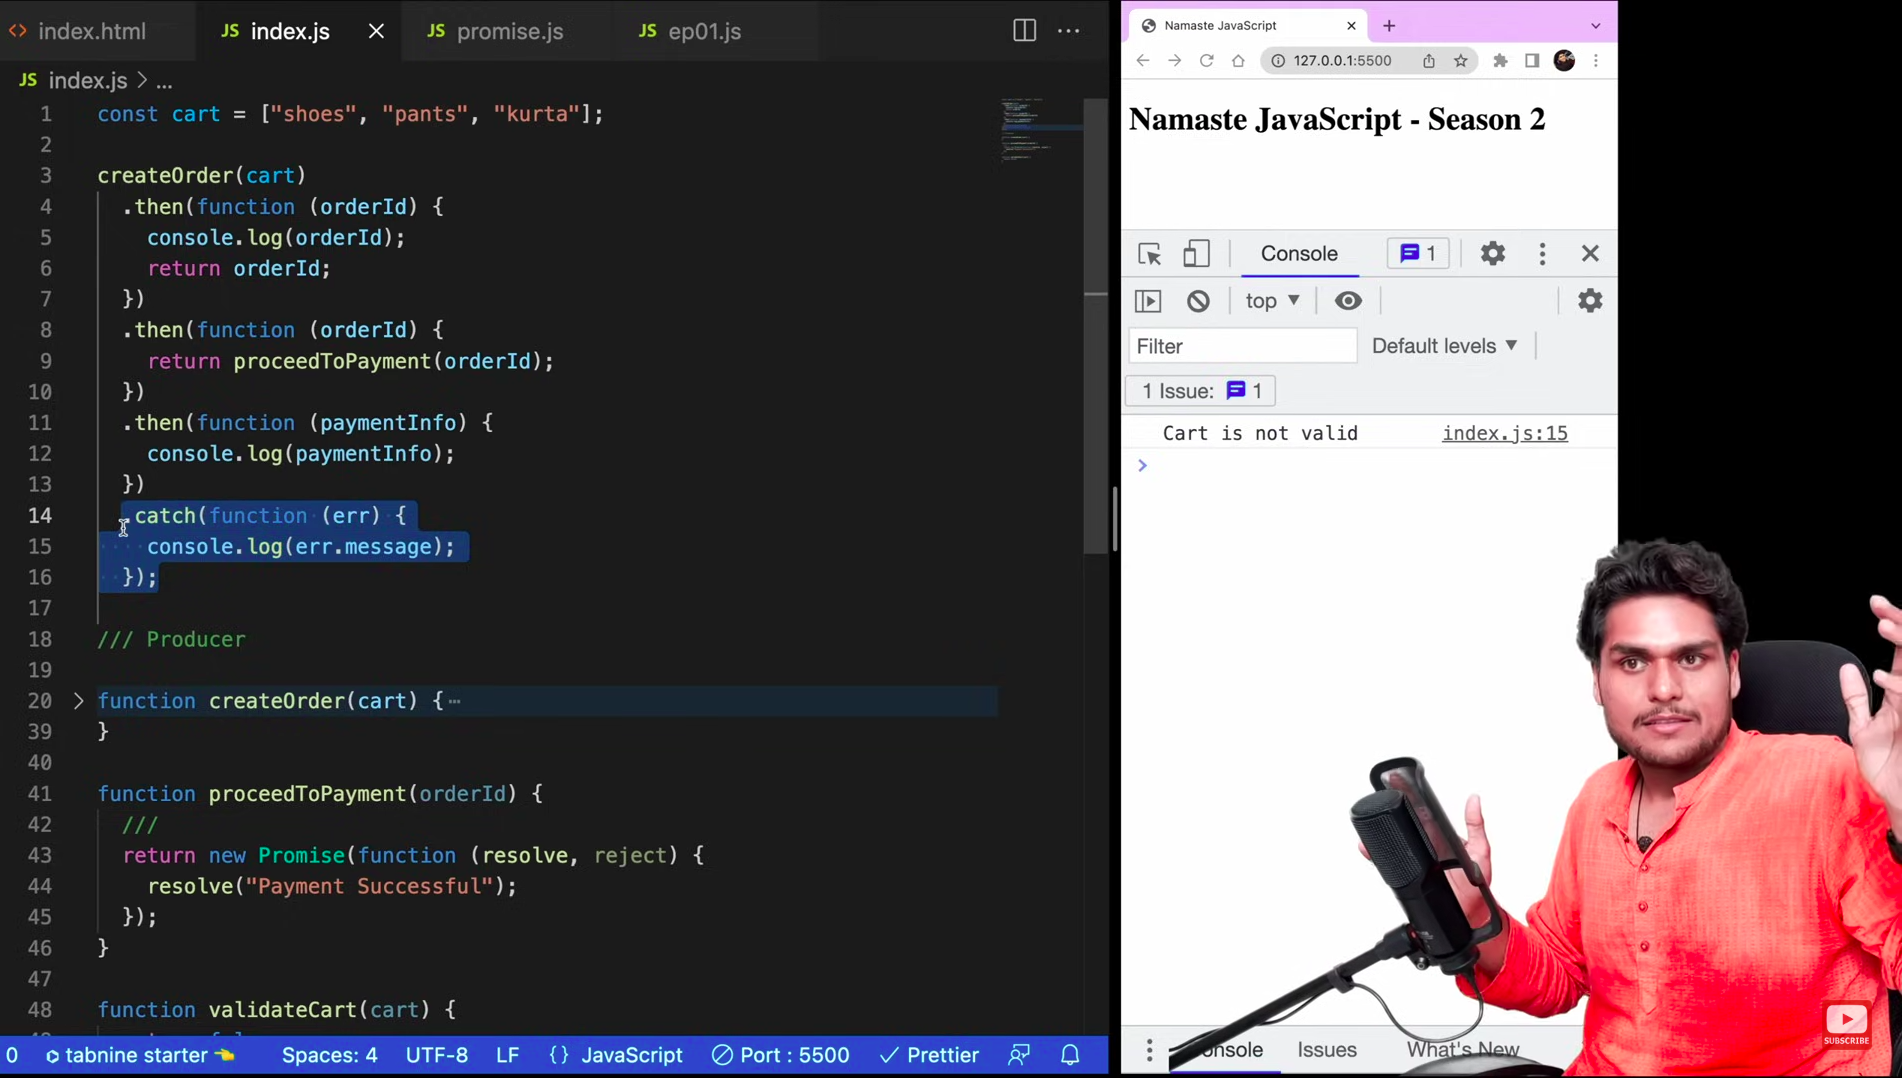 index.html
JS index.js
JS promise.js
JS ep01.js
JS index.js > ...
1 const cart = ["shoes", "pants", "kurta"];
2
3 createOrder(cart)
4 .then(function (orderId) {
5 console.log(orderId);
6 return orderId;
7 })
8 .then(function (orderId) {
9 return proceedToPayment(orderId);
10 })
11 .then(function (paymentInfo) {
12 console.log(paymentInfo);
13 })
14 .catch(function (err) {
15 console.log(err.message);
16 });
17
18 /// Producer
19
20 function createOrder(cart) {
39 }
40
41 function proceedToPayment(orderId) {
42 ///
43 return new Promise(function (resolve, reject) {
44 resolve("Payment Successful");
45 });
46 }
47
48 function validateCart(cart) {
0 tabnine starter Spaces: 4 UTF-8 LF {} JavaScript Port : 5500 Prettier
Namaste JavaScript
127.0.0.1:5500
Namaste JavaScript - Season 2
Console 1
top
Filter Default levels
1 Issue: 1
Cart is not valid index.js:15
Issues What's New
SUBSCRIBE